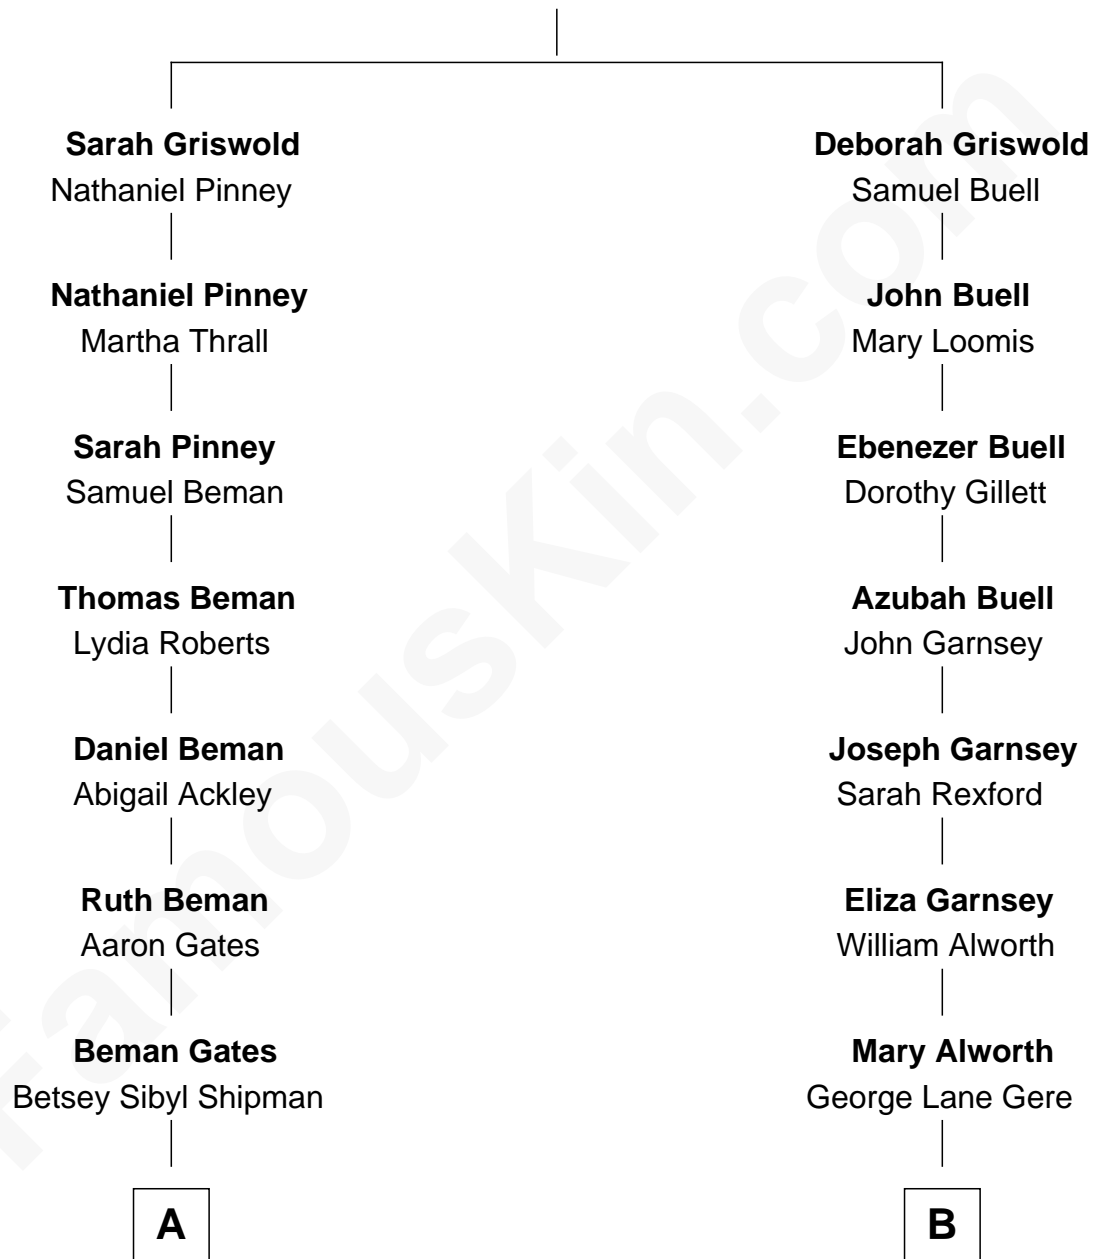 Sarah Griswold
Nathaniel Pinney
Deborah Griswold
Samuel Buell
Nathaniel Pinney
Martha Thrall
John Buell
Mary Loomis
Sarah Pinney
Samuel Beman
Ebenezer Buell
Dorothy Gillett
Thomas Beman
Lydia Roberts
Azubah Buell
John Garnsey
Daniel Beman
Abigail Ackley
Joseph Garnsey
Sarah Rexford
Ruth Beman
Aaron Gates
Eliza Garnsey
William Alworth
Beman Gates
Betsey Sibyl Shipman
Mary Alworth
George Lane Gere
A
B
FamousKin.com